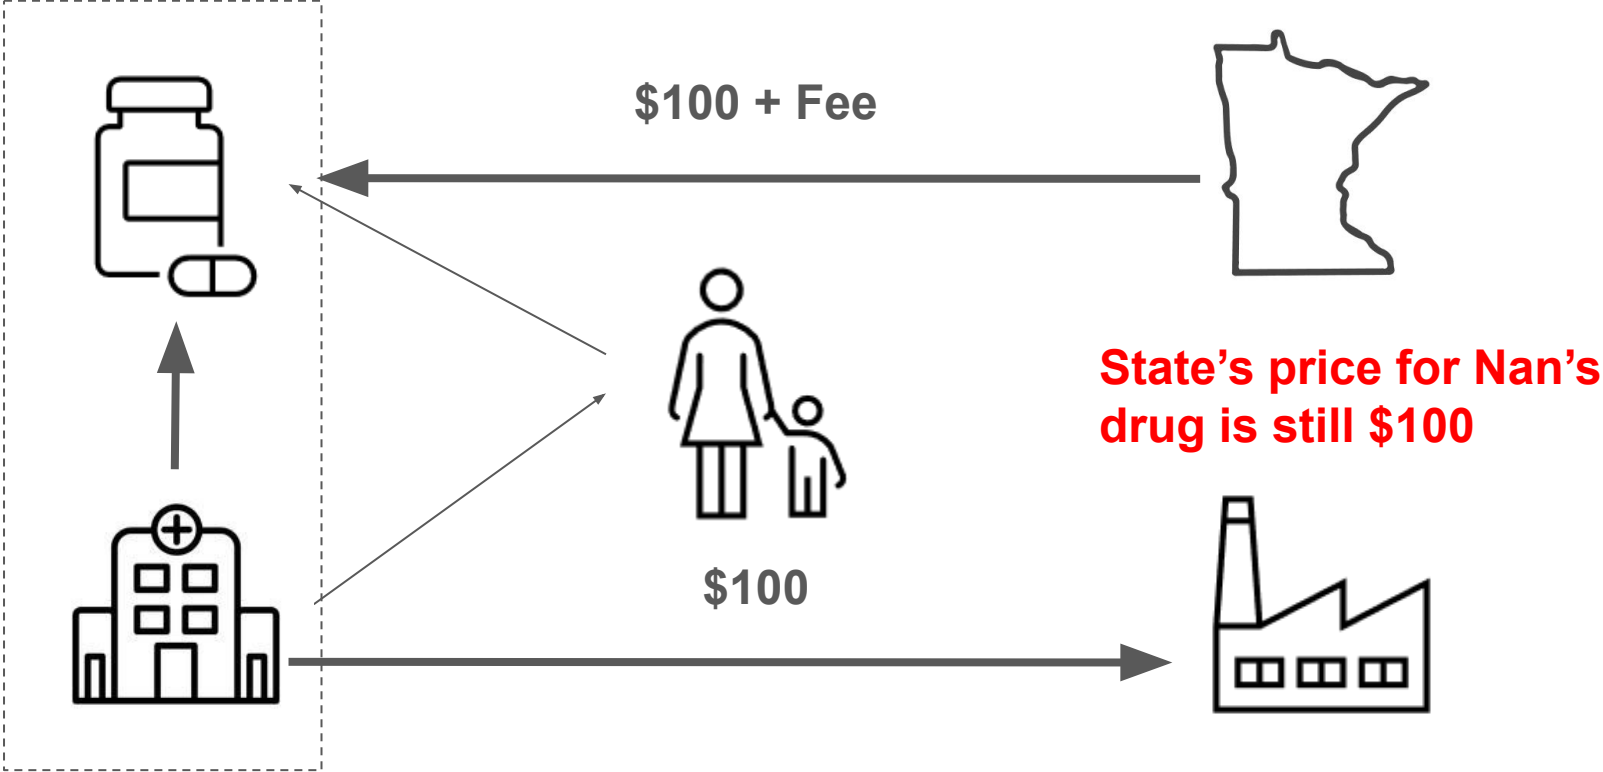 $100 + Fee
State’s price for Nan’s
drug is still $100
$100